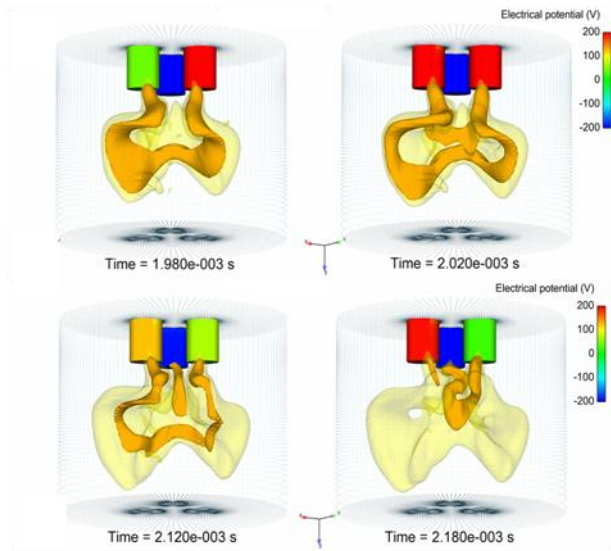 Electrical potential (V)
200
100
0
-100
-200
Time = 1.980e-003 s
Time = 2.020e-003 s
Electrical potential (V)
200
100
0
-100
-200
Time = 2.120e-003 s
Time = 2.180e-003 s